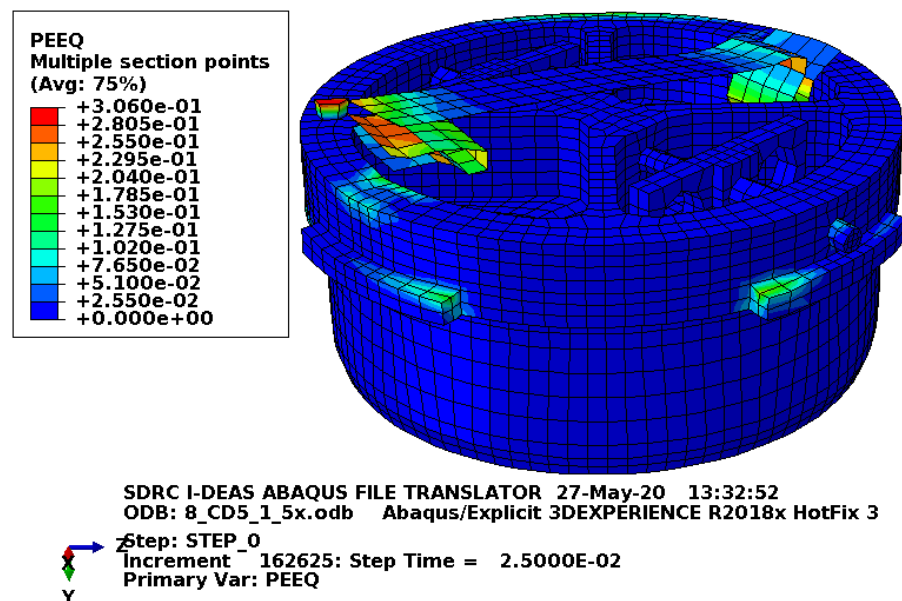 PEEQ
Multiple section points
(Avg: 75%)
+3.060e-01
+2.805e-01
+2.550e-01
+2.295e-01
+2.040e-01
+1.785e-01
+1.530e-01
+1.275e-01
+1.020e-01
+7.650e-02
+5.100e-02
+2.550e-02
+0.000e+00
SDRC I-DEAS ABAQUS FILE TRANSLATOR 27-May-20 13:32:52
ODB: 8_CD5_1_5x.odb Abaqus/Explicit 3DEXPERIENCE R2018x HotFix 3
Step: STEP_0
Increment 162625: Step Time = 2.5000E-02
Primary Var: PEEQ
Z
X
Y